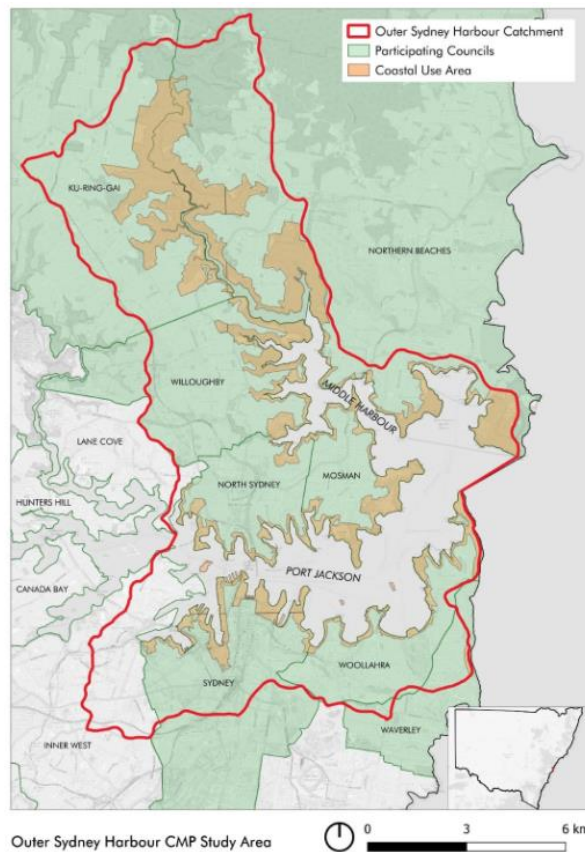 Outer Sydney Harbour Catchment
Participating Councils
Coastal Use Area
KU-RING-GAI
NORTHERN BEACHES
WILLOUGHBY
MIDDLE HARBOUR
LANE COVE
NORTH SYDNEY
MOSMAN
HUNTERS HILL
PORT JACKSON
CANADA BAY
WOOLLAHRA
SYDNEY
WAVERLEY
INNER WEST
Outer Sydney Harbour CMP Study Area
0 3 6 km